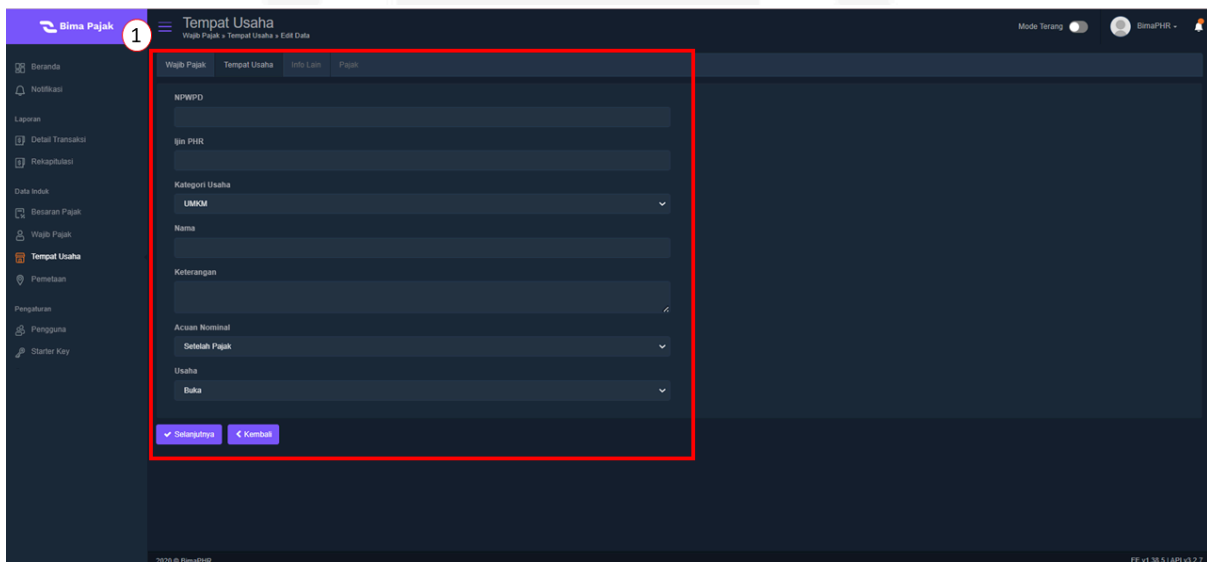 Bima Pajak
1
Tempat Usaha
Wajib Pajak » Tempat Usaha » Edit Data
Mode Terang
BimaPHR
Beranda
Notifikasi
Laporan
Detail Transaksi
Rekapitulasi
Data Induk
Besaran Pajak
Wajib Pajak
Tempat Usaha
Pemetaan
Pengaturan
Pengguna
Starter Key
Wajib Pajak Tempat Usaha Info Lain Pajak
NPWPD
Ijin PHR
Kategori Usaha
UMKM
Nama
Keterangan
Acuan Nominal
Setelah Pajak
Usaha
Buka
Selanjutnya Kembali
2020 © BimaPHR
FE v1.38.5 | API v3.2.7